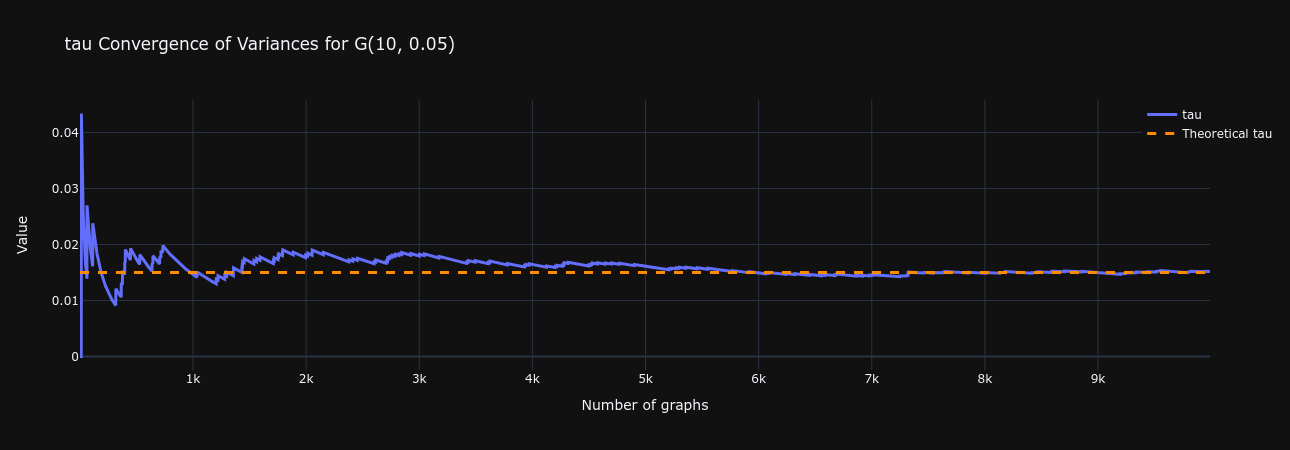 tau Convergence of Variances for G(10, 0.05)
tau
Theoretical tau
Value
0.04
0.03
0.02
0.01
0
1k
2k
3k
4k
5k
6k
7k
8k
9k
Number of graphs